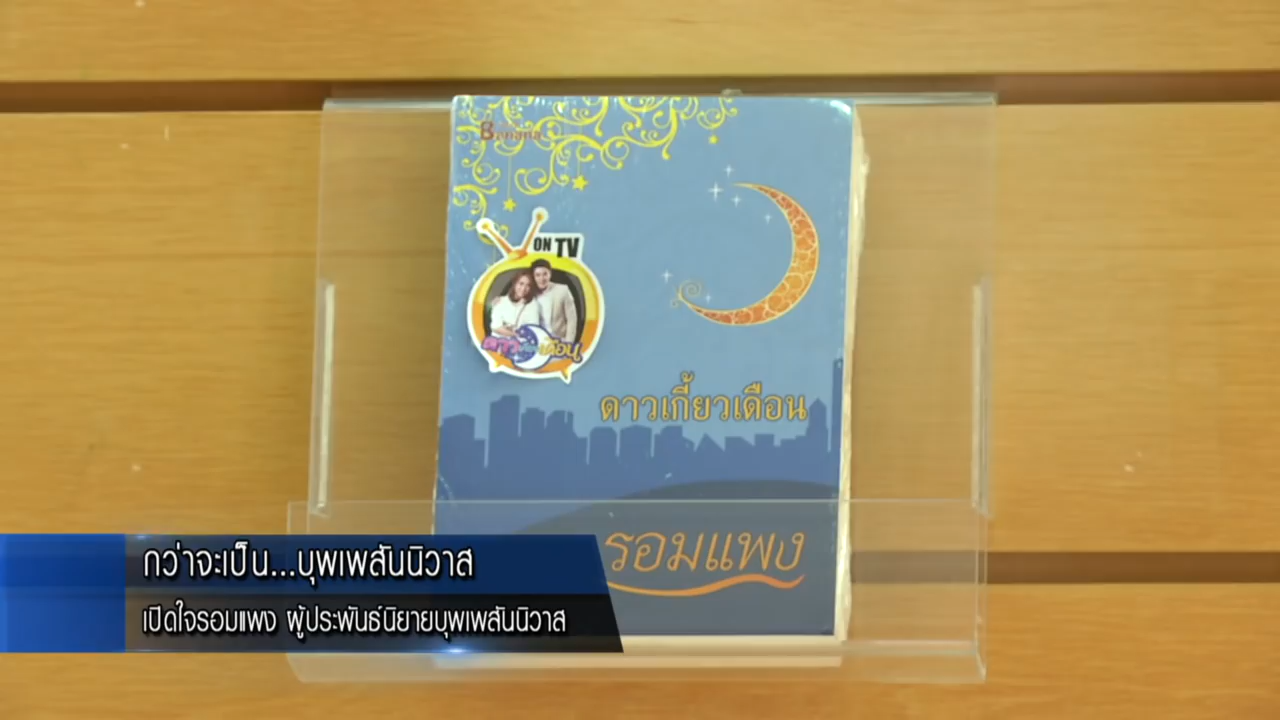 Banana
ON TV
ดาวเกี้ยวเดือน
รอมแพง
กว่าจะเป็น...บุพเพสันนิวาส
เปิดใจรอมแพง ผู้ประพันธ์นิยายบุพเพสันนิวาส